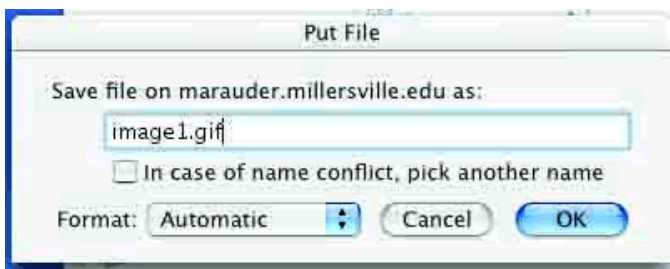 Put File
Save file on marauder.millersville.edu as:
image1.gif
In case of name conflict, pick another name
Format: Automatic Cancel OK